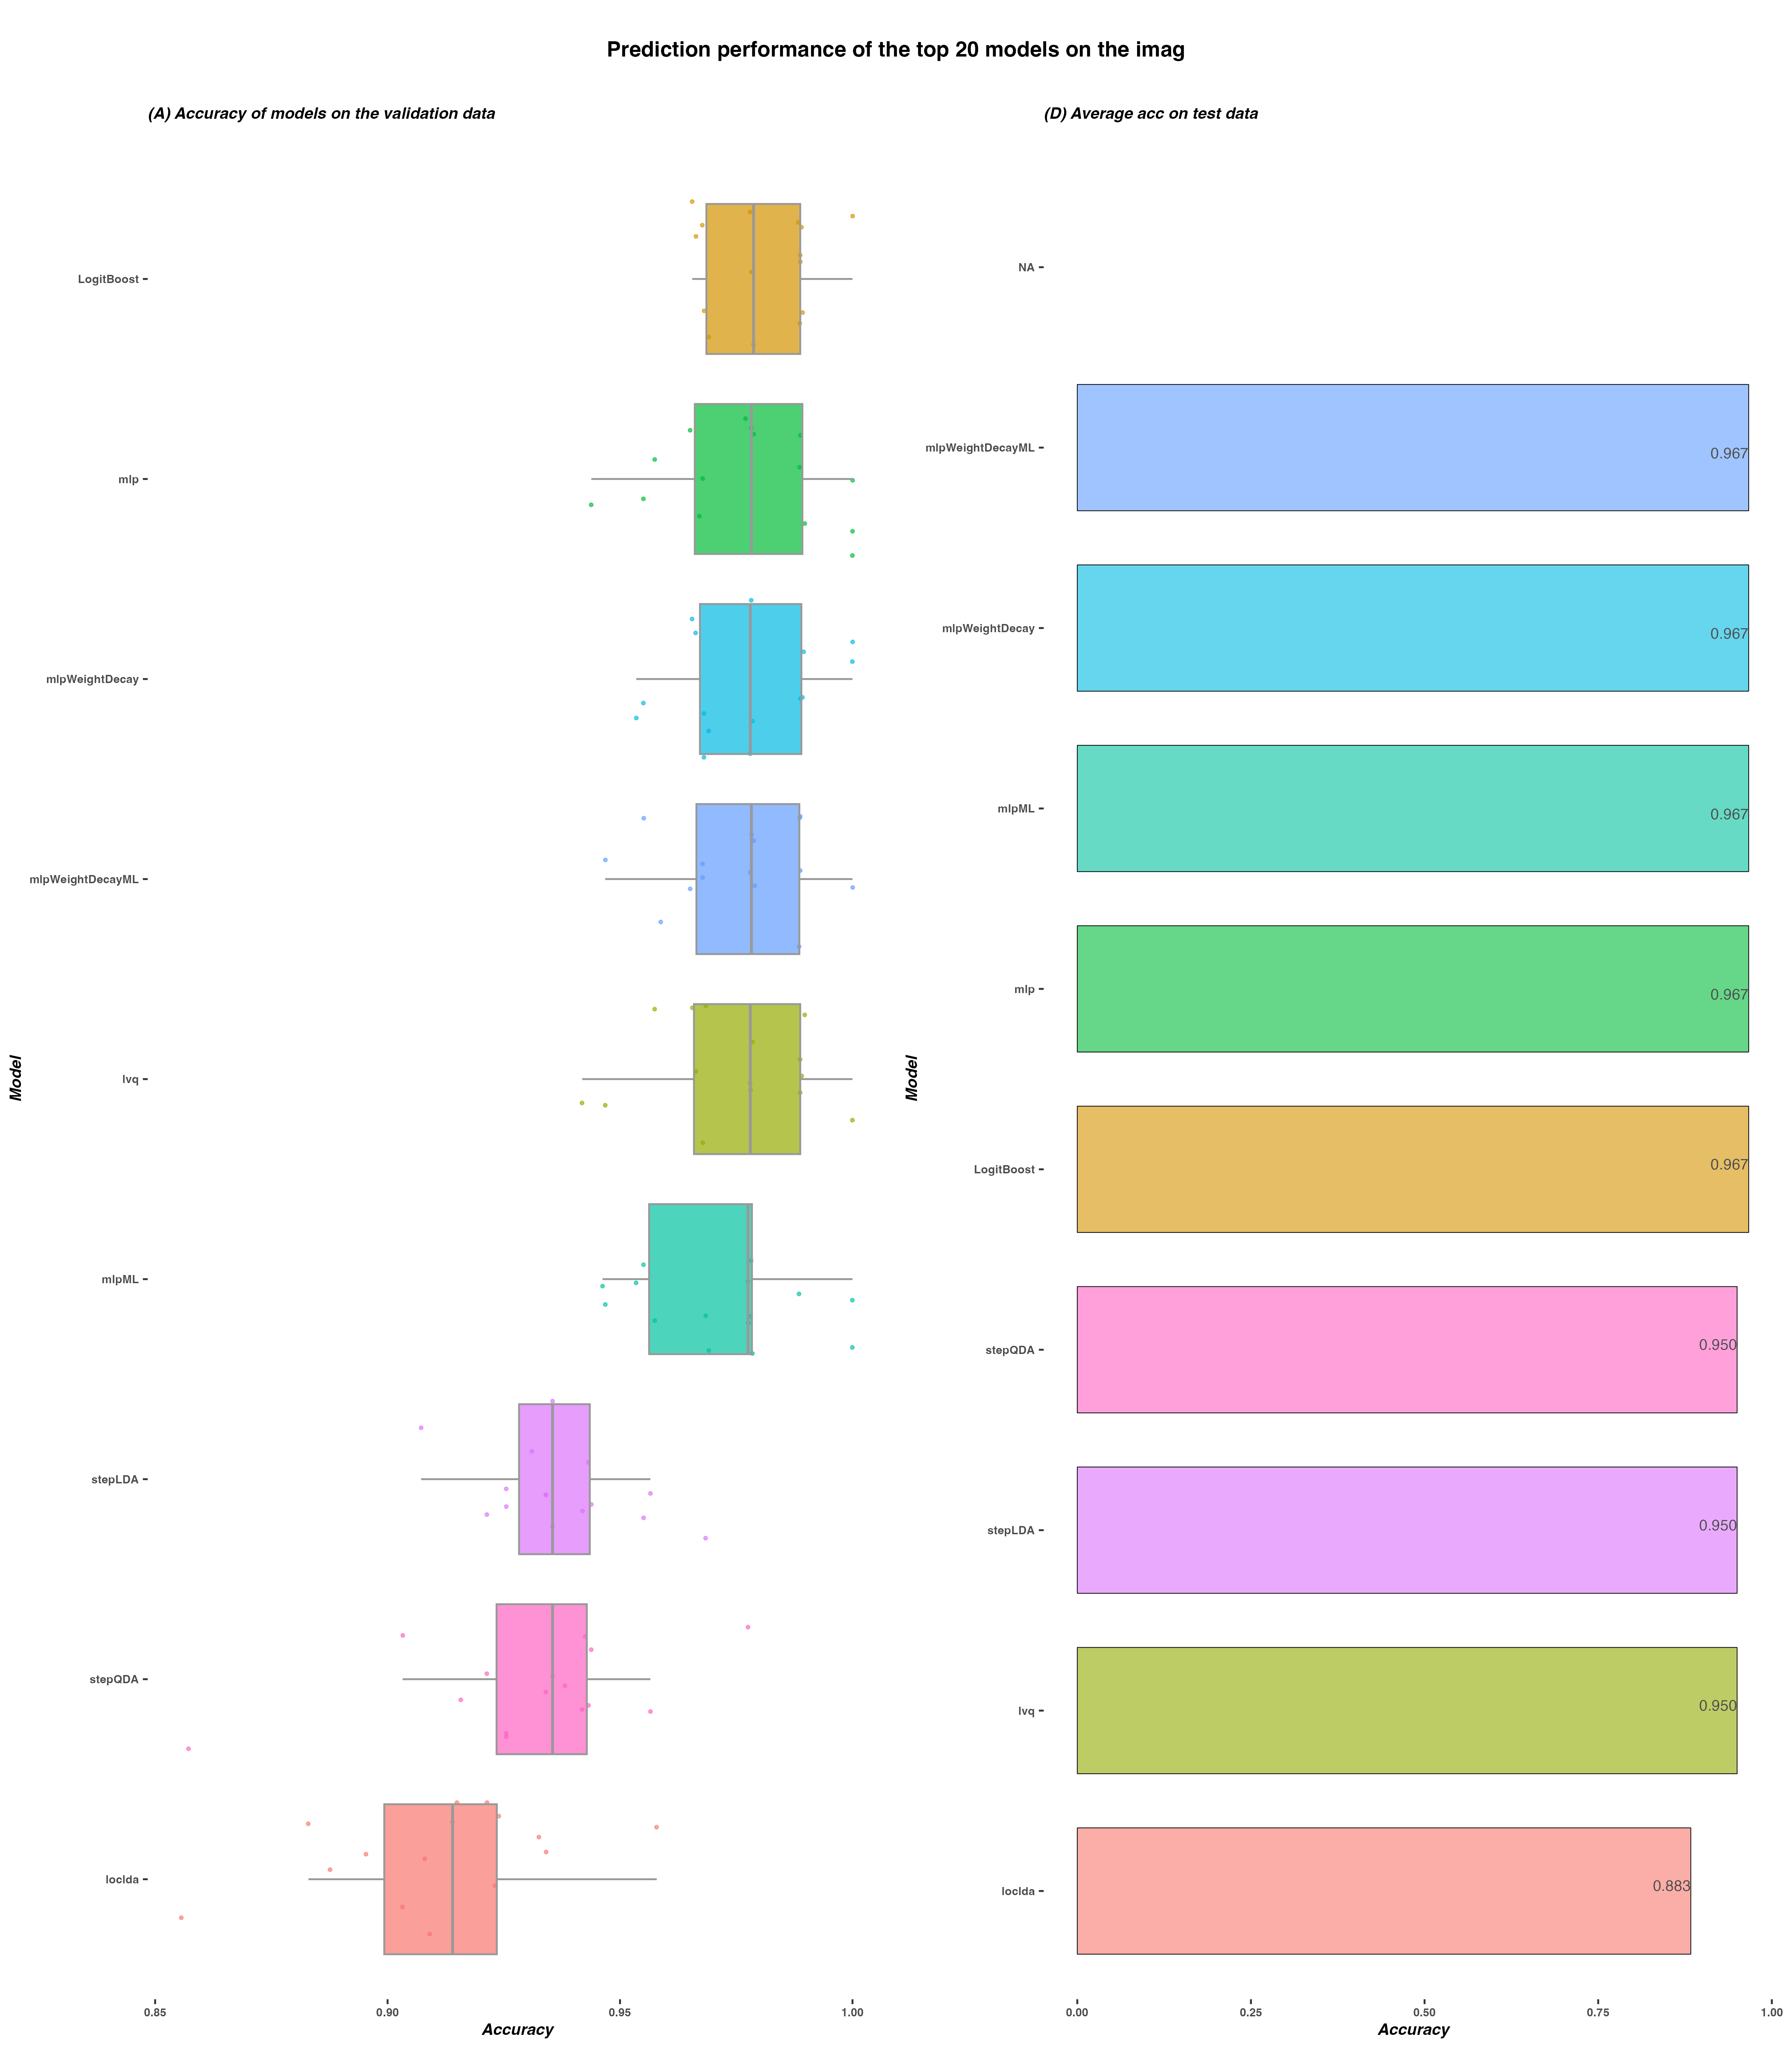 Prediction performance of the top 20 models on the imag
(A) Accuracy of models on the validation data
LogitBoost
mlp
mlpWeightDecay
mlpWeightDecayML
lvq
mlpML
stepLDA
stepQDA
loclda
Model
0.85 0.90 0.95 1.00
Accuracy
(D) Average acc on test data
NA
mlpWeightDecayML 0.967
mlpWeightDecay 0.967
mlpML 0.967
mlp 0.967
LogitBoost 0.967
stepQDA 0.950
stepLDA 0.950
lvq 0.950
loclda 0.883
Model
0.00 0.25 0.50 0.75 1.00
Accuracy